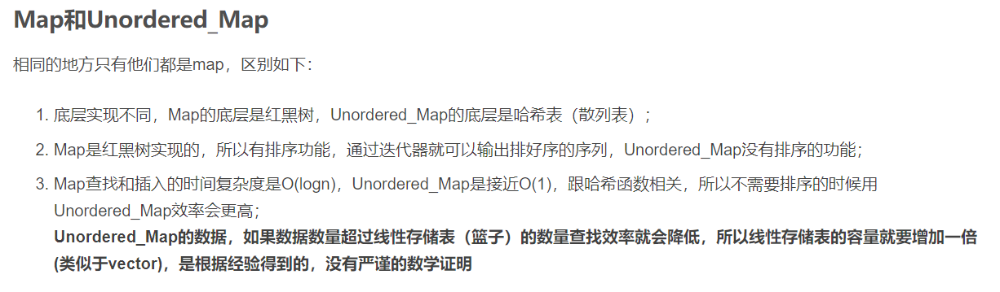 Map和Unordered_Map
相同的地方只有他们都是map，区别如下：
1. 底层实现不同，Map的底层是红黑树，Unordered_Map的底层是哈希表（散列表）；
2. Map是红黑树实现的，所以有排序功能，通过迭代器就可以输出排好序的序列，Unordered_Map没有排序的功能；
3. Map查找和插入的时间复杂度是O(logn)，Unordered_Map是接近O(1)，跟哈希函数相关，所以不需要排序的时候用
Unordered_Map效率会更高；
Unordered_Map的数据，如果数据数量超过线性存储表（篮子）的数量查找效率就会降低，所以线性存储表的容量就要增加一倍
(类似于vector)，是根据经验得到的，没有严谨的数学证明